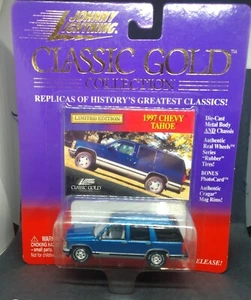 JOHNNY
LIGHTNING
CLASSIC GOLD
COLLECTION
REPLICAS OF HISTORY'S GREATEST CLASSICS!
LIMITED EDITION
1997 CHEVY
TAHOE
CLASSIC GOLD
Die-Cast
Metal Body
AND Chassis
Authentic
Real Wheels
Series
"Rubber"
Tires!
BONUS
PhotoCard
Authentic
Cragar
Mag Rims!
WARNING:
ELEASE!